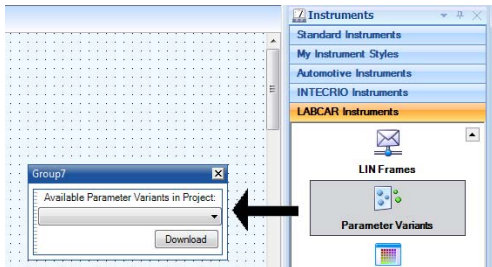 Instruments
Standard Instruments
My Instrument Styles
Automotive Instruments
INTECRIO Instruments
LABCAR Instruments
LIN Frames
Parameter Variants
Group7
Available Parameter Variants in Project:
Download